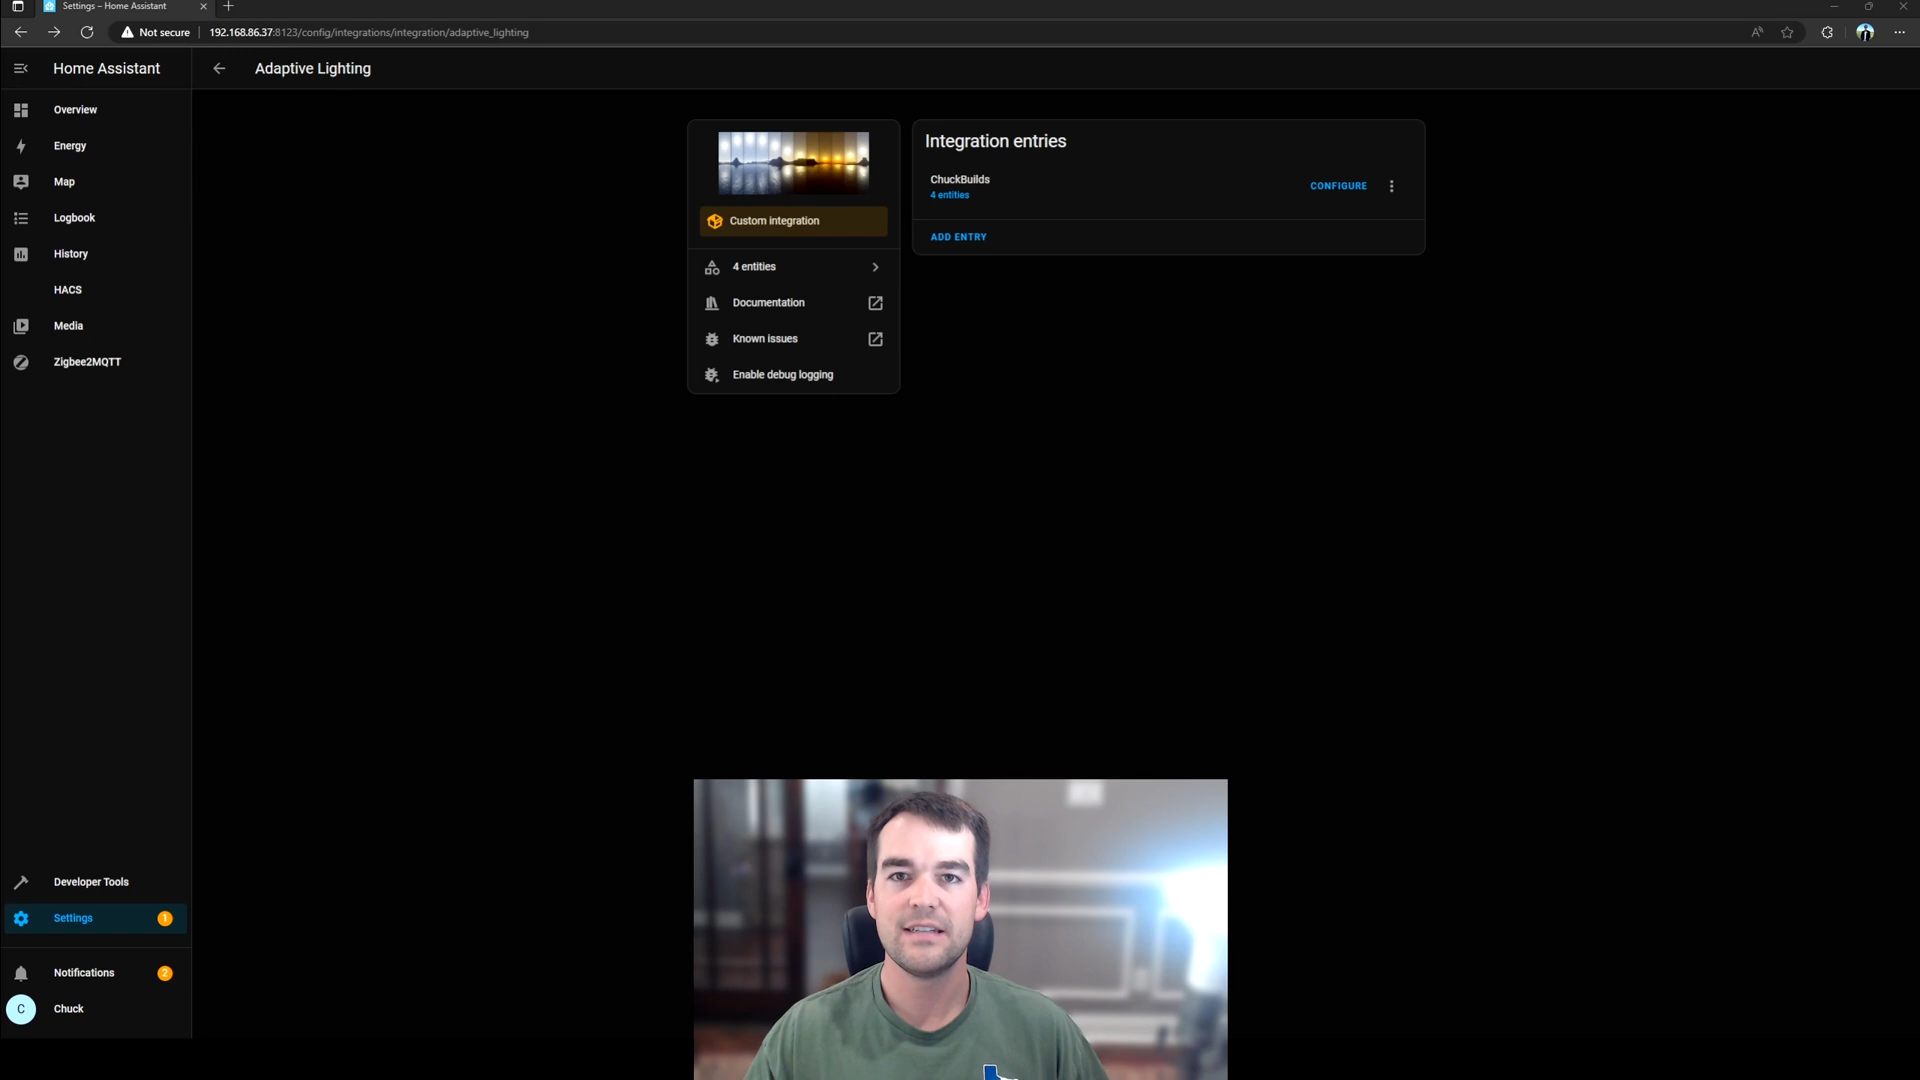 Settings – Home Assistant
Not secure
192.168.86.37:8123/config/integrations/integration/adaptive_lighting
Home Assistant
Adaptive Lighting
Overview
Energy
Map
Logbook
History
HACS
Media
Zigbee2MQTT
Developer Tools
Settings
1
Notifications
2
C
Chuck
Custom integration
4 entities
Documentation
Known issues
Enable debug logging
Integration entries
ChuckBuilds
4 entities
CONFIGURE
ADD ENTRY